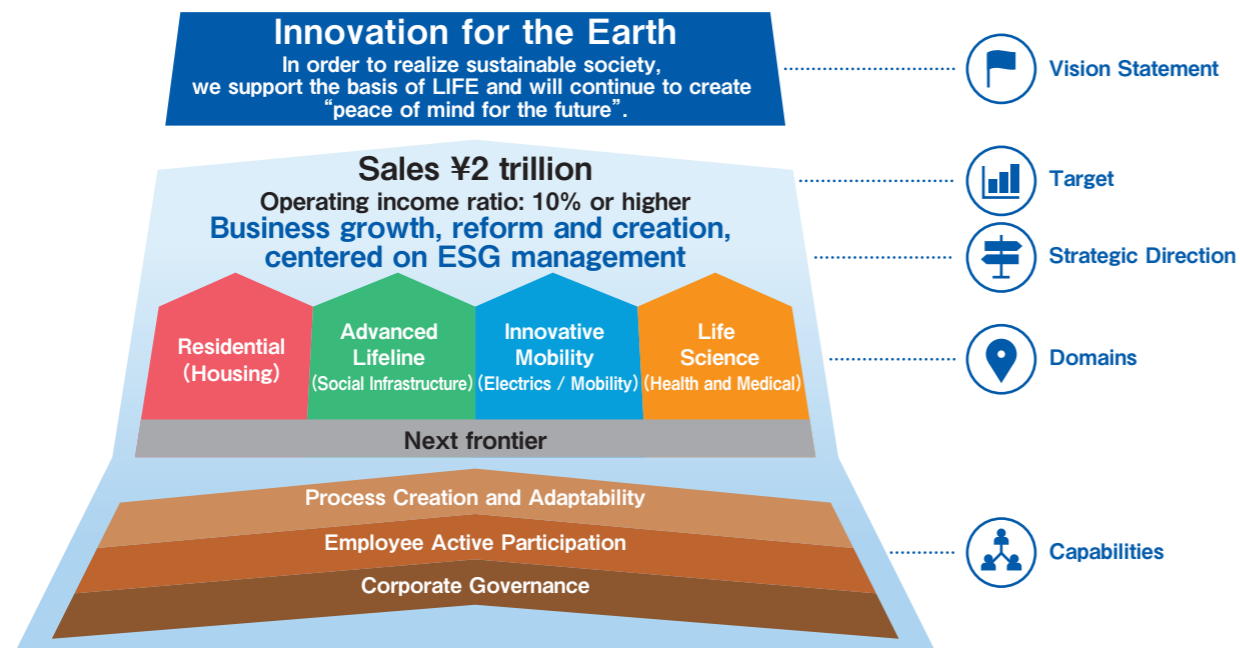 Innovation for the Earth
In order to realize sustainable society,
we support the basis of LIFE and will continue to create
“peace of mind for the future”.
Vision Statement
Sales ¥2 trillion
Operating income ratio: 10% or higher
Target
Business growth, reform and creation,
centered on ESG management
Strategic Direction
Residential
(Housing)
Advanced
Lifeline
(Social Infrastructure)
Innovative
Mobility
(Electrics / Mobility)
Life
Science
(Health and Medical)
Domains
Next frontier
Process Creation and Adaptability
Employee Active Participation
Corporate Governance
Capabilities